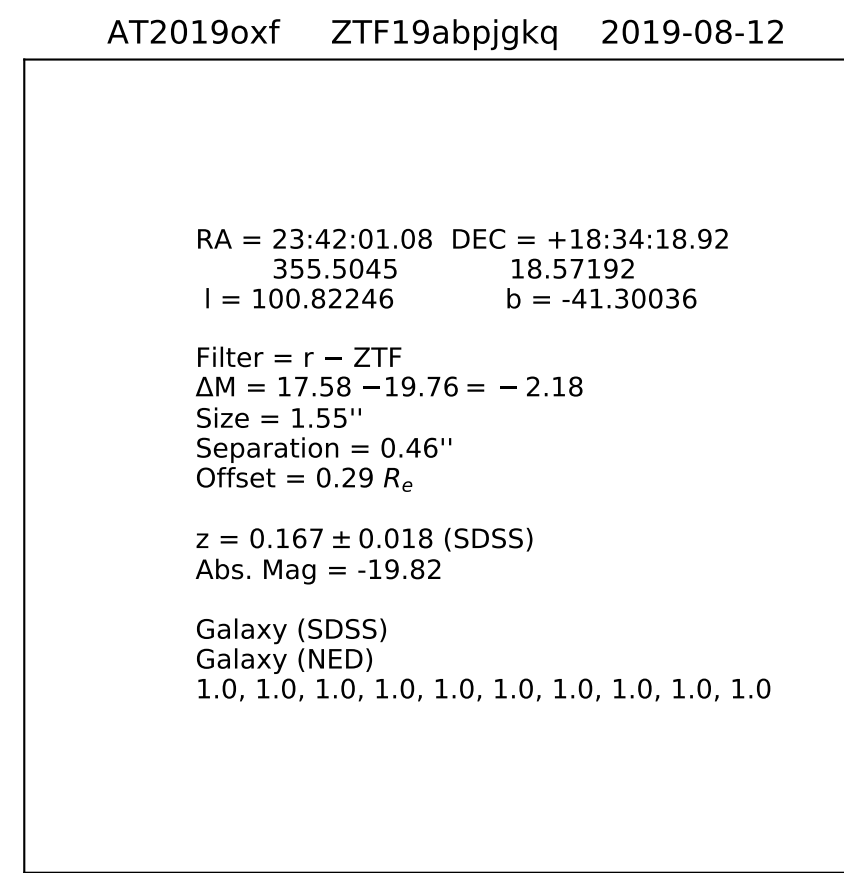 AT2019oxf ZTF19abpjgkq 2019-08-12
RA = 23:42:01.08 DEC = +18:34:18.92
355.5045 18.57192
l = 100.82246 b = -41.30036
Filter = r − ZTF
ΔM = 17.58 −19.76 = − 2.18
Size = 1.55''
Separation = 0.46''
Offset = 0.29 Re
z = 0.167 ± 0.018 (SDSS)
Abs. Mag = -19.82
Galaxy (SDSS)
Galaxy (NED)
1.0, 1.0, 1.0, 1.0, 1.0, 1.0, 1.0, 1.0, 1.0, 1.0